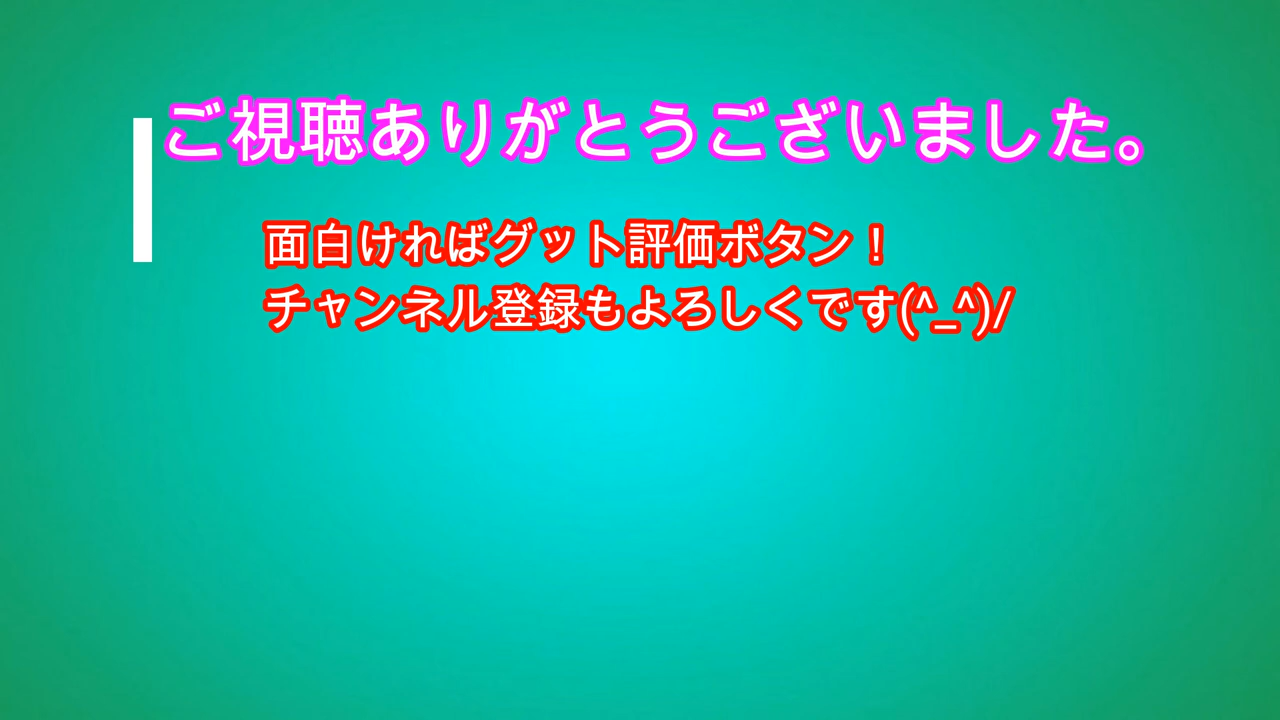 ご視聴ありがとうございました。
面白ければグット評価ボタン！
チャンネル登録もよろしくです(^_^)/